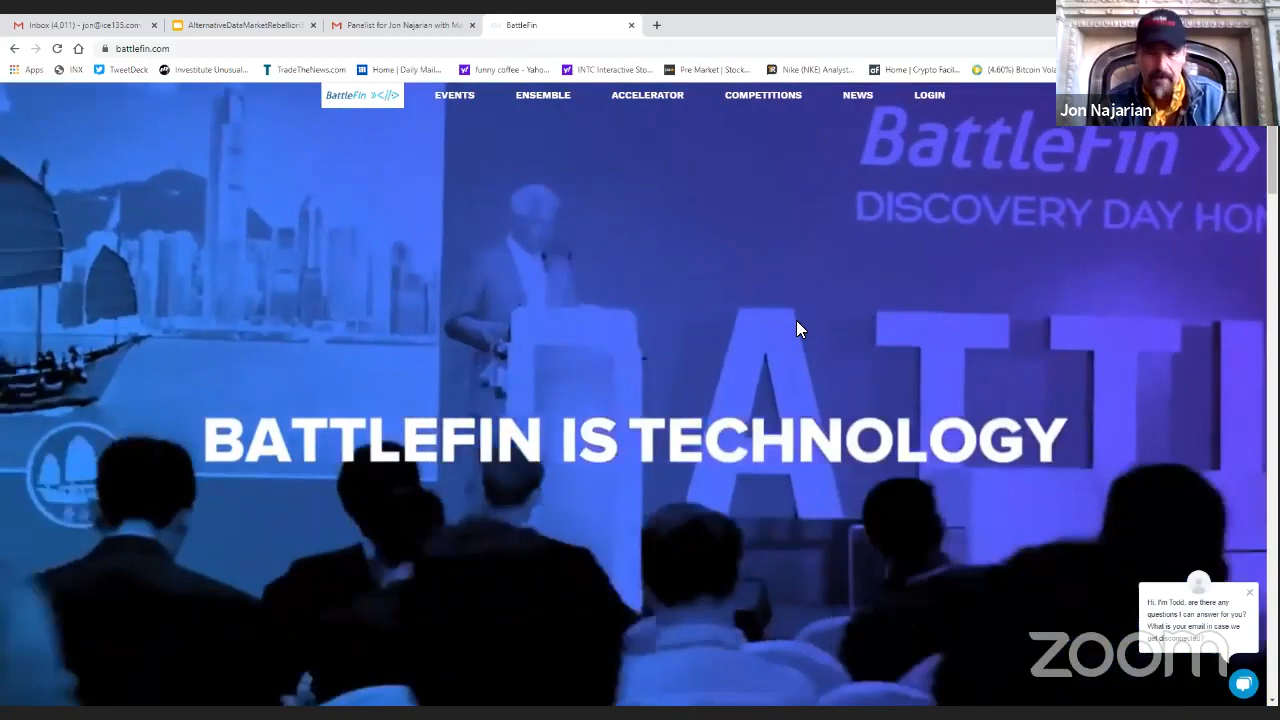 Inbox (4,011) - jon@ice135.com
AlternativeDataMarketRebellion
Panelist for Jon Najarian with Mo
BattleFin
battlefin.com
Apps
INX
TweetDeck
Investitute Unusual...
TradeTheNews.com
Home | Daily Mail...
funny coffee - Yaho...
INTC Interactive Sto...
Pre Market | Stock...
Nike (NKE) Analyst...
Home | Crypto Facil...
(4.60%) Bitcoin Vola
BattleFin
EVENTS
ENSEMBLE
ACCELERATOR
COMPETITIONS
NEWS
LOGIN
Jon Najarian
BattleFin
DISCOVERY DAY HON
BATTL
BATTLEFIN IS TECHNOLOGY
Hi, I'm Todd, are there any
questions I can answer for you?
What is your email in case we
get disconnected?
zoom